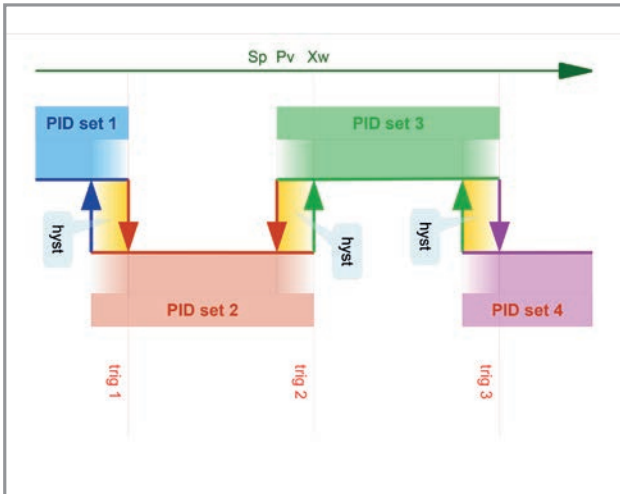 Sp Pv Xw
PID set 1
PID set 3
hyst
hyst
hyst
PID set 2
PID set 4
trig 1
trig 2
trig 3